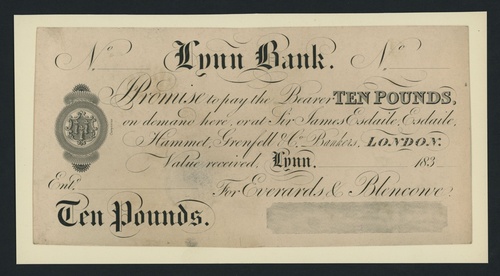 No Lynn Bank. No
I Promise to pay the Bearer TEN POUNDS,
on demand here, or at Sir James Esdaile, Esdaile,
Hammet, Grenfell & Co. Bankers, LONDON.
Value received, Lynn. 183
Entd. For Everards & Blencowe.
Ten Pounds.